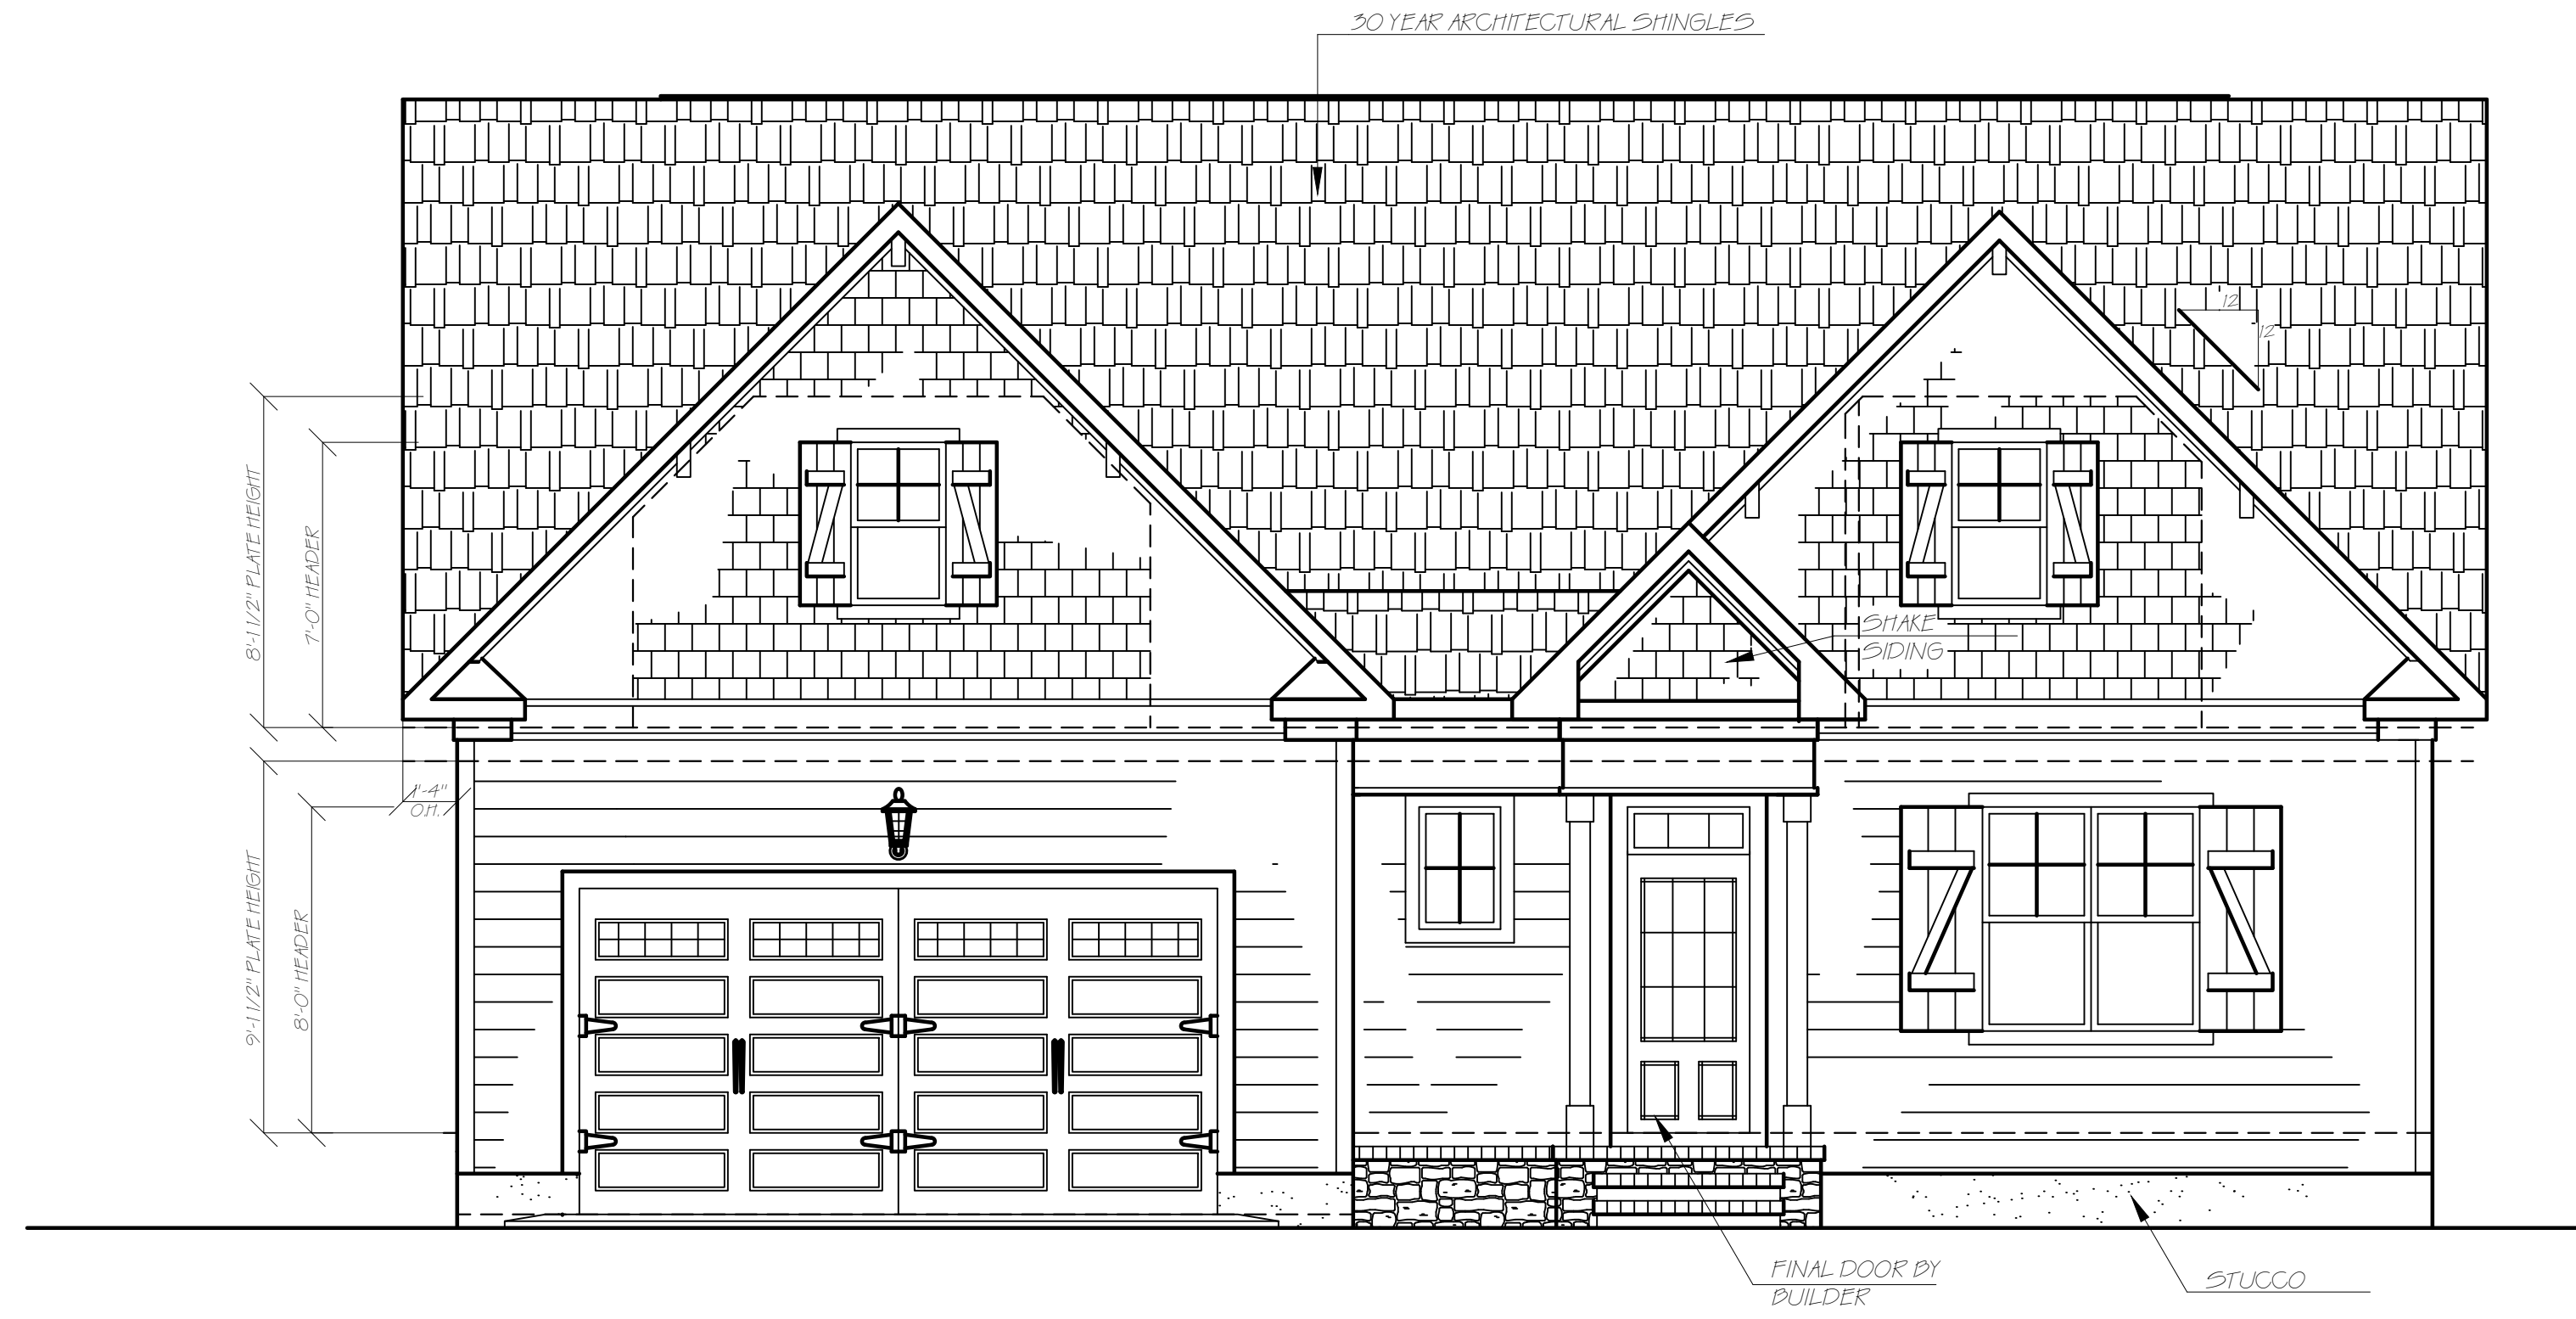 30 YEAR ARCHITECTURAL SHINGLES
12
12
8'-1 1/2" PLATE HEIGHT
7'-0" HEADER
SHAKE
SIDING
1'-4"
O.H.
9'-1 1/2" PLATE HEIGHT
8'-0" HEADER
FINAL DOOR BY
BUILDER
STUCCO